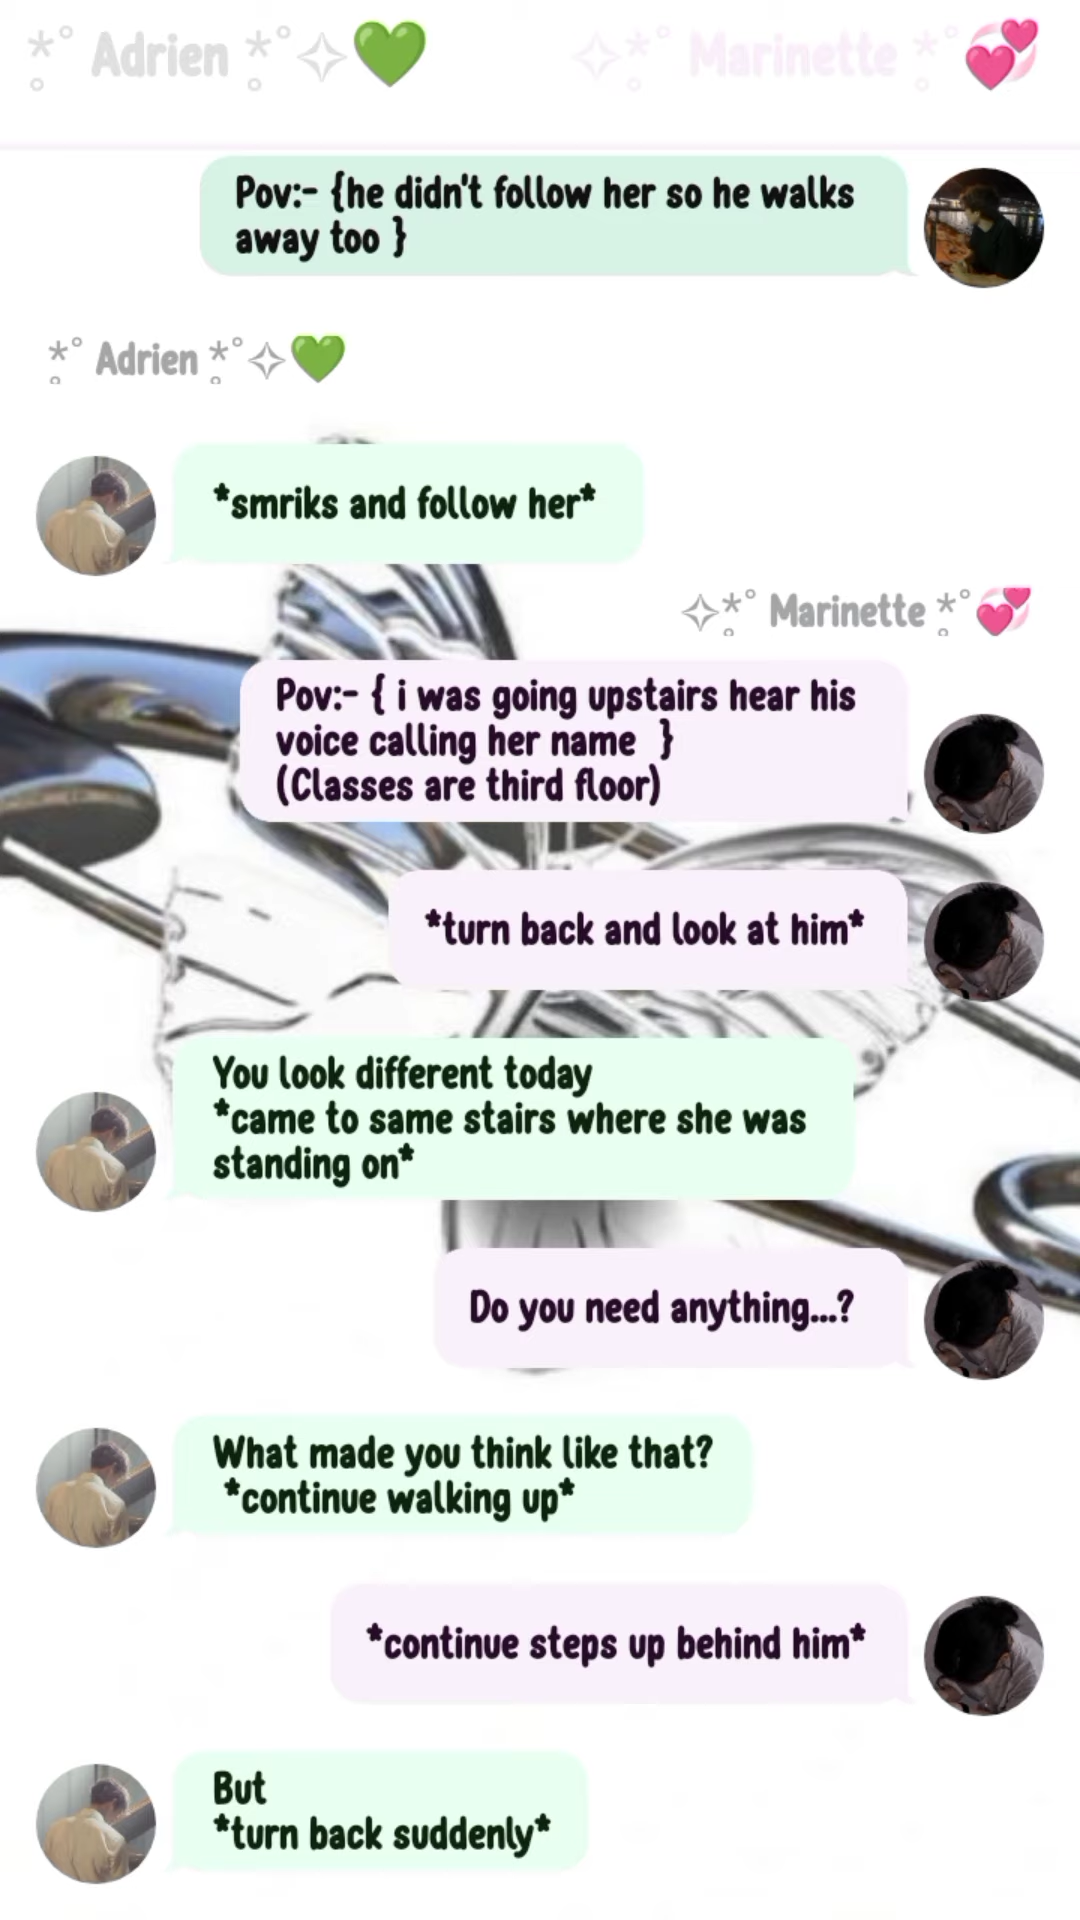 *̥˚ Adrien *̥˚✧💚
✧*̥˚ Marinette *̥˚💞
Pov:- {he didn't follow her so he walks
away too }
*̥˚ Adrien *̥˚✧💚
*smriks and follow her*
✧*̥˚ Marinette *̥˚💞
Pov:- { i was going upstairs hear his
voice calling her name  }
(Classes are third floor)
*turn back and look at him*
You look different today
*came to same stairs where she was
standing on*
Do you need anything...?
What made you think like that?
*continue walking up*
*continue steps up behind him*
But
*turn back suddenly*